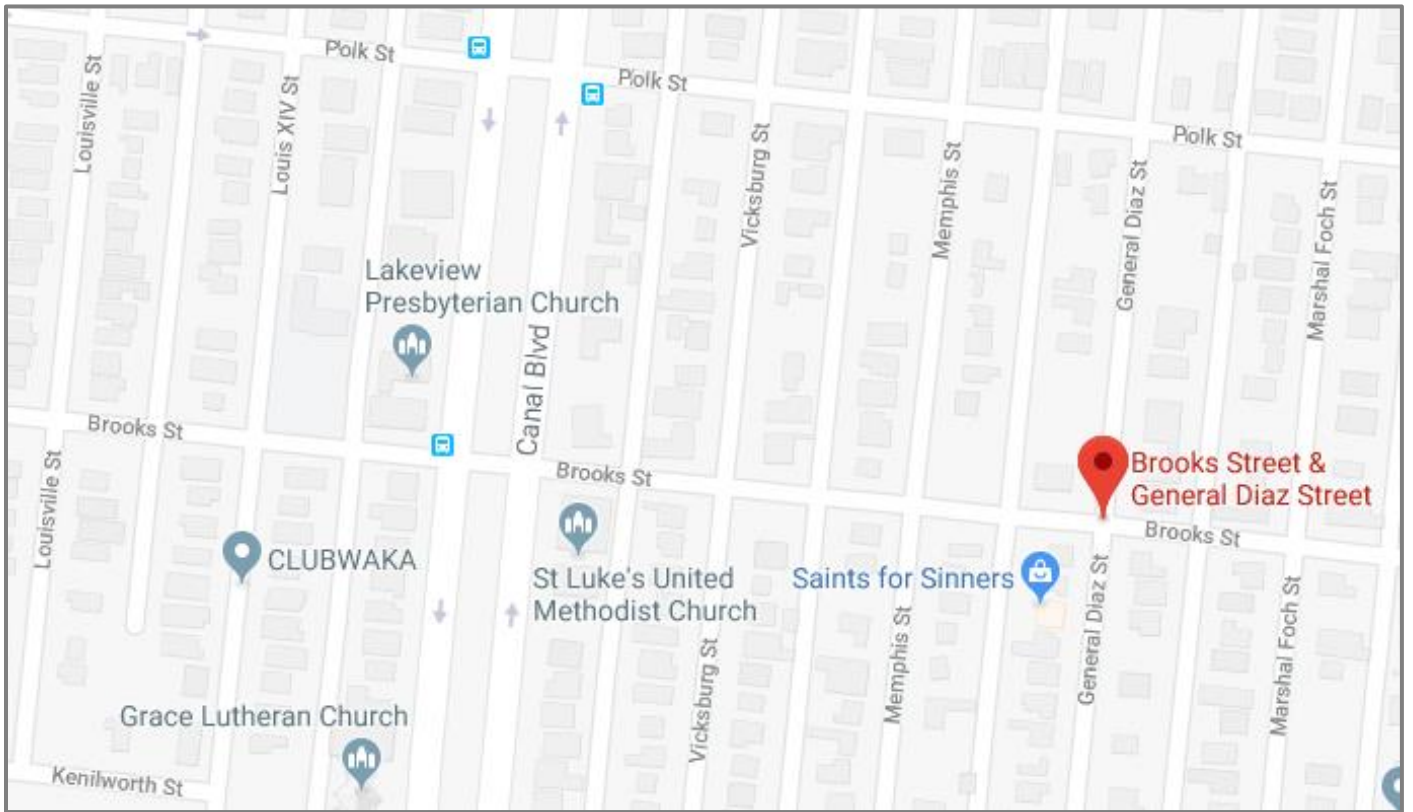 Polk St
Polk St
Polk St
Louisville St
Louis XIV St
Vicksburg St
Memphis St
General Diaz St
Marshal Foch St
Lakeview
Presbyterian Church
Canal Blvd
Brooks St
Brooks St
Brooks Street &
General Diaz Street
Brooks St
Louisville St
CLUBWAKA
St Luke's United
Methodist Church
Saints for Sinners
General Diaz St
Marshal Foch St
Memphis St
Vicksburg St
Grace Lutheran Church
Kenilworth St